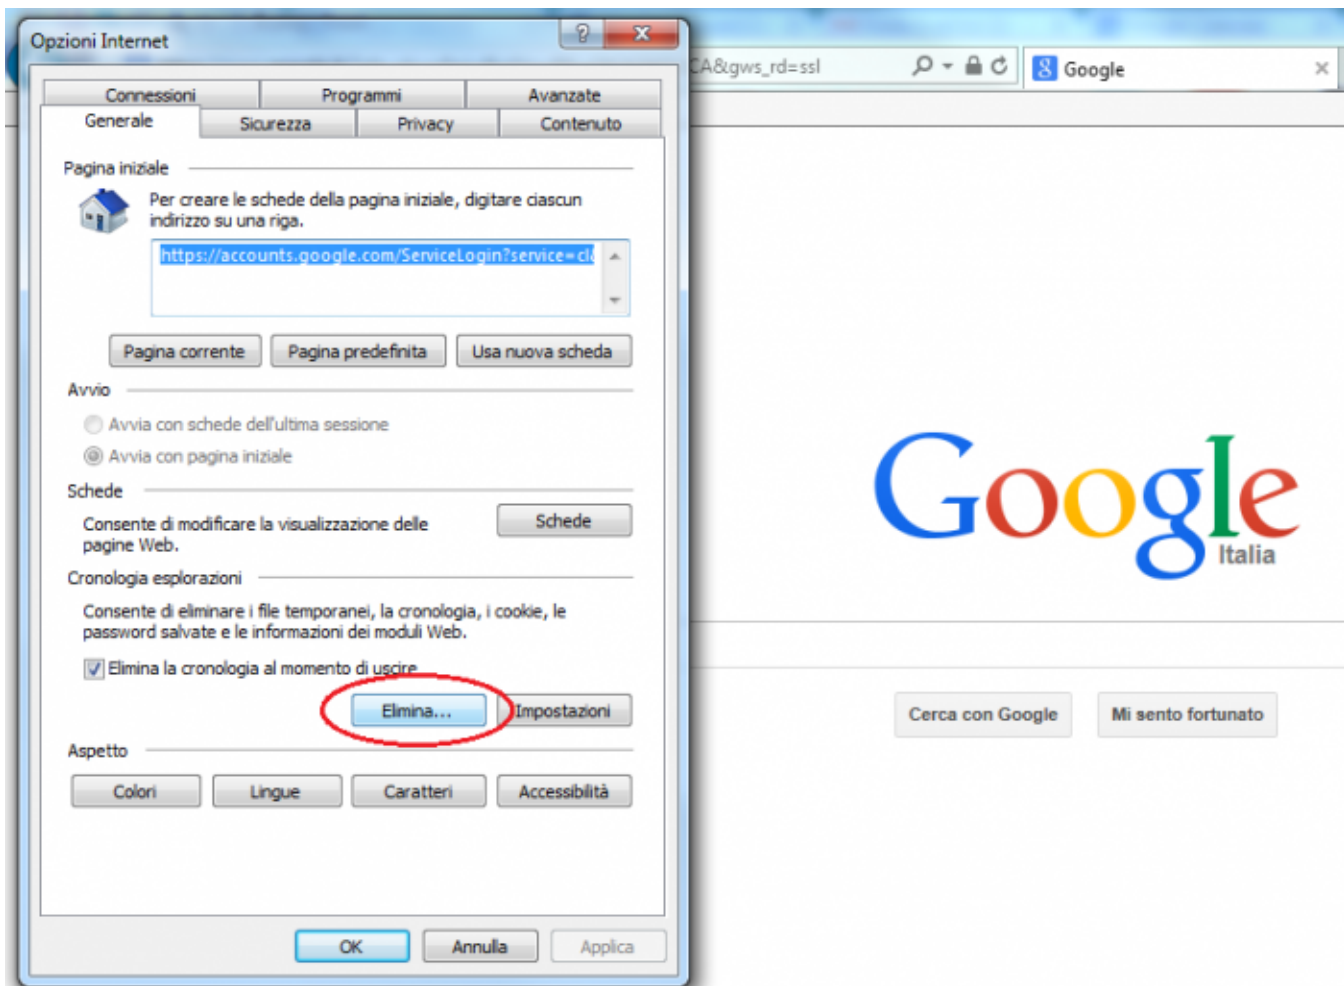 Opzioni Internet
CA&gws_rd=ssl
Google
Connessioni Programmi Avanzate
Generale Sicurezza Privacy Contenuto
Pagina iniziale
Per creare le schede della pagina iniziale, digitare ciascun
indirizzo su una riga.
https://accounts.google.com/ServiceLogin?service=cl&
Pagina corrente Pagina predefinita Usa nuova scheda
Avvio
Avvia con schede dell'ultima sessione
Avvia con pagina iniziale
Schede
Consente di modificare la visualizzazione delle
pagine Web.
Schede
Cronologia esplorazioni
Consente di eliminare i file temporanei, la cronologia, i cookie, le
password salvate e le informazioni dei moduli Web.
Elimina la cronologia al momento di uscire
Elimina... Impostazioni
Aspetto
Colori Lingue Caratteri Accessibilità
OK Annulla Applica
Google
Italia
Cerca con Google Mi sento fortunato